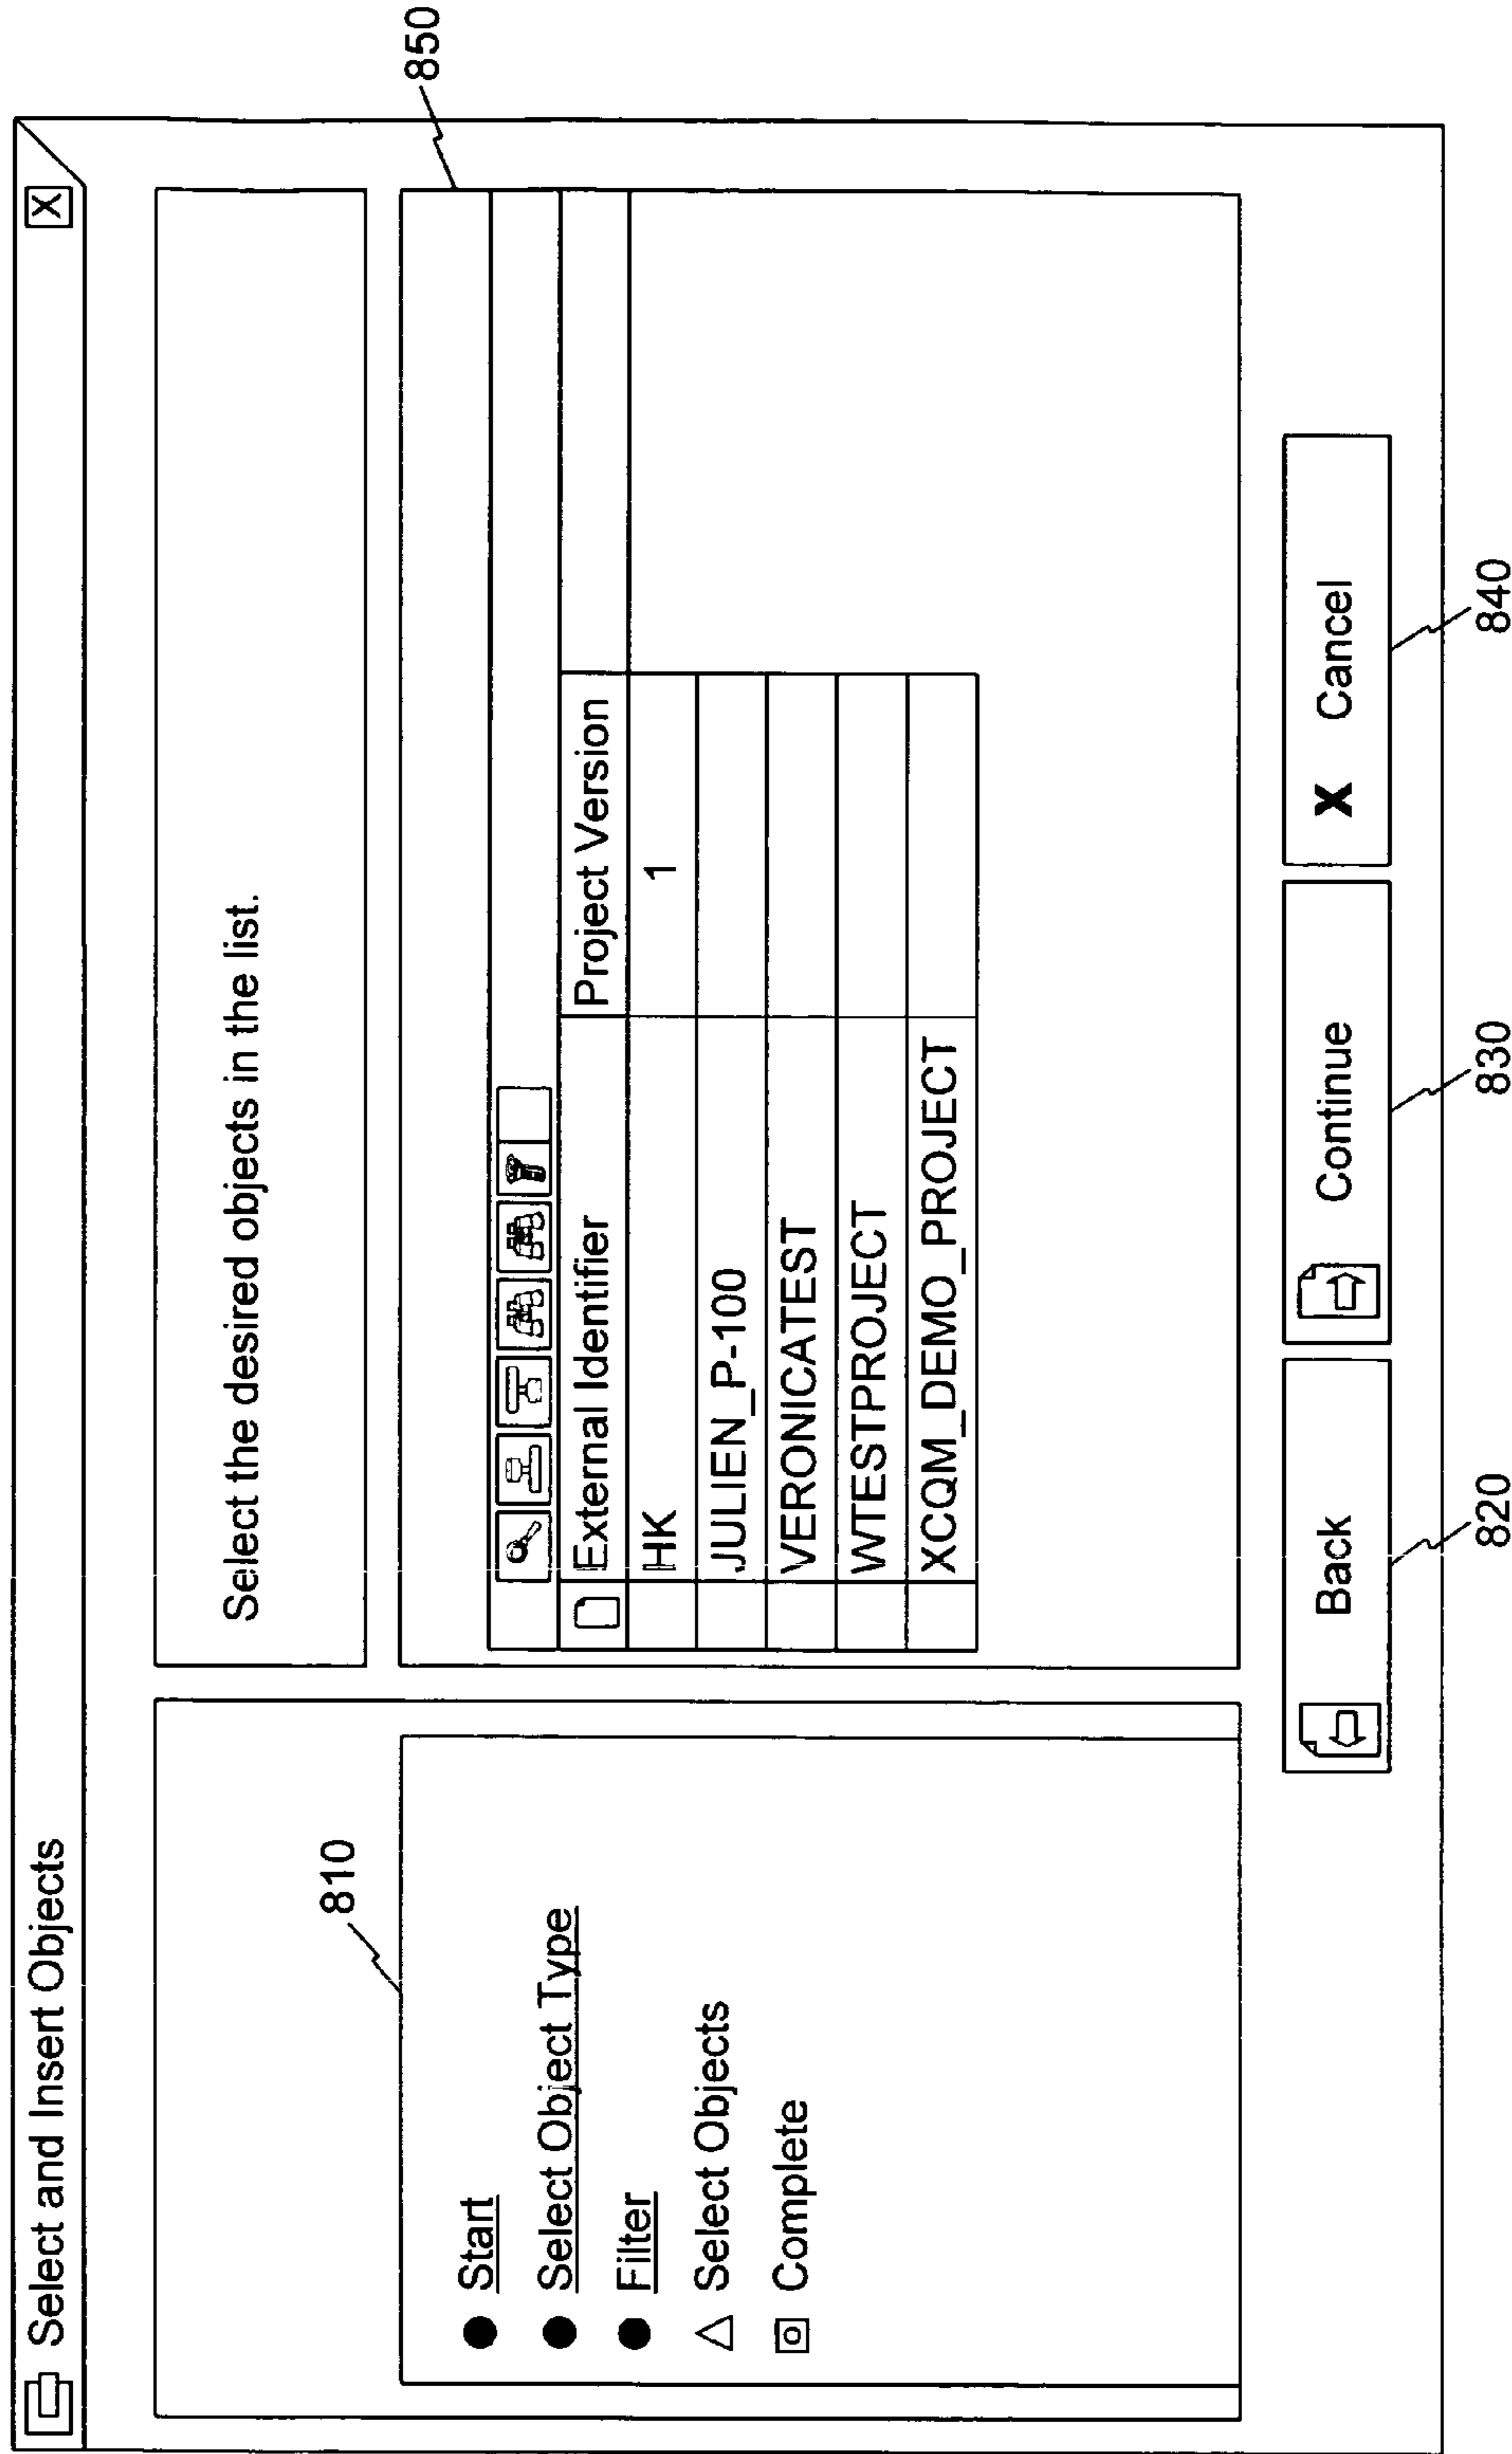 Select and Insert Objects
X
810
Start
Select Object Type
Filter
Select Objects
Complete
Select the desired objects in the list.
850
External Identifier Project Version
HK 1
JULIEN_P-100
VERONICATEST
WTESTPROJECT
XCQM_DEMO_PROJECT
Back
Continue
X Cancel
820
830
840